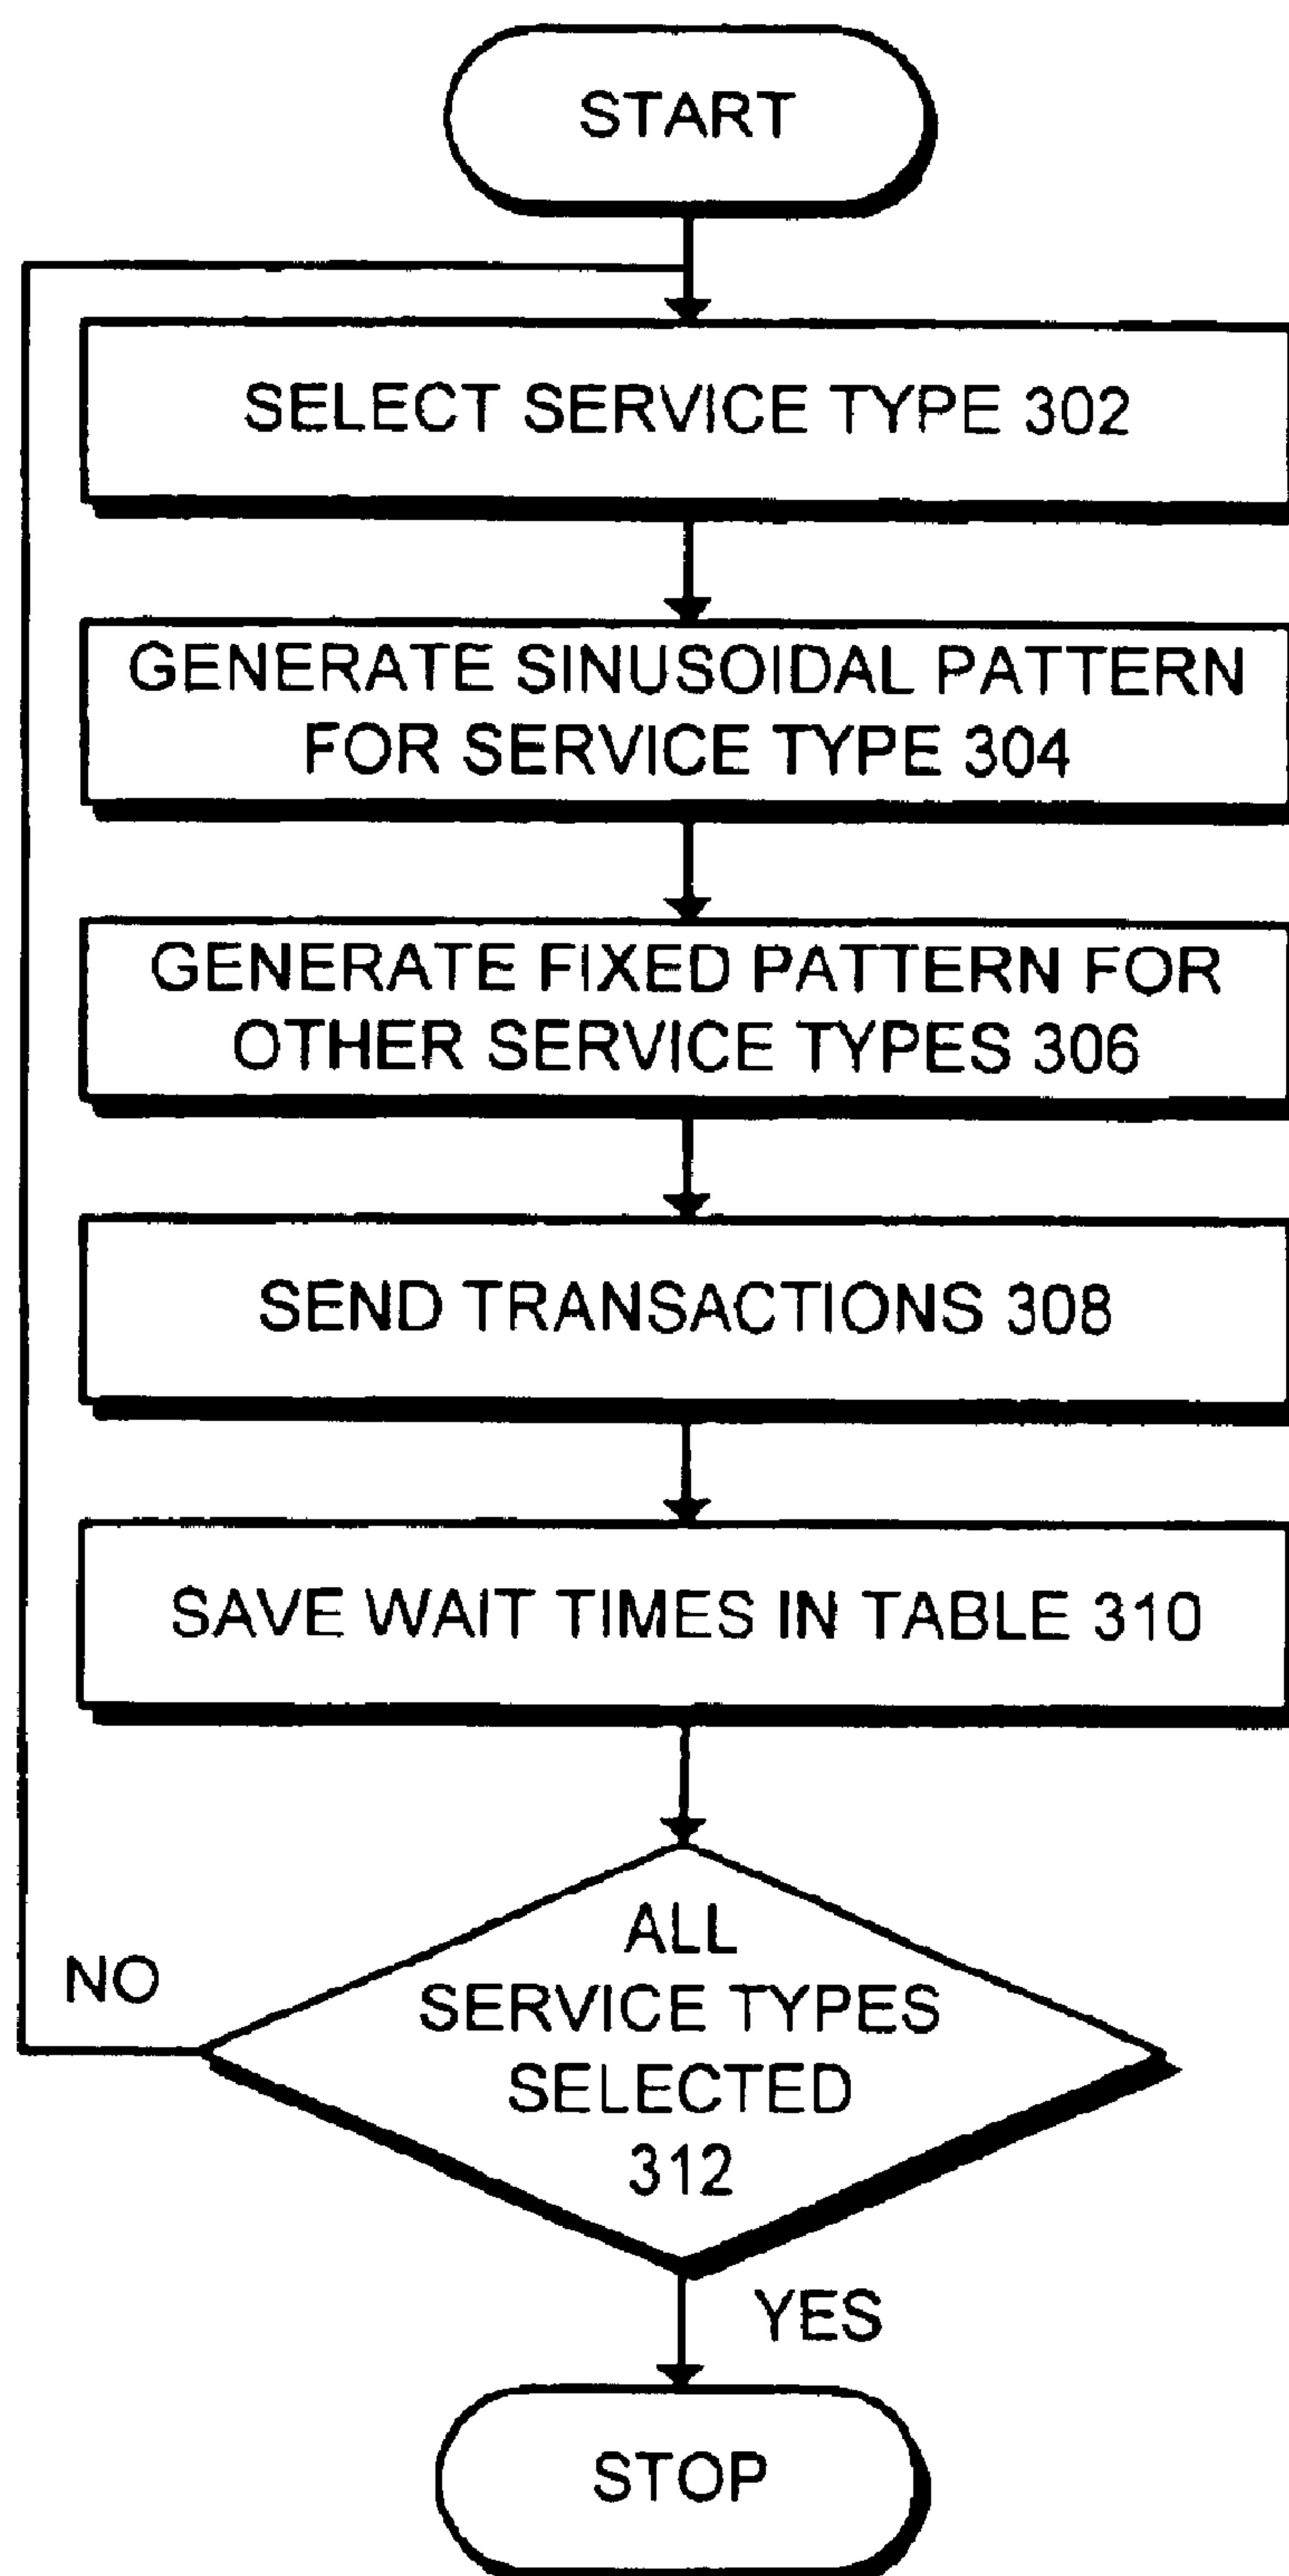 START
SELECT SERVICE TYPE 302
GENERATE SINUSOIDAL PATTERN
FOR SERVICE TYPE 304
GENERATE FIXED PATTERN FOR
OTHER SERVICE TYPES 306
SEND TRANSACTIONS 308
SAVE WAIT TIMES IN TABLE 310
ALL
SERVICE TYPES
SELECTED
312
NO
YES
STOP